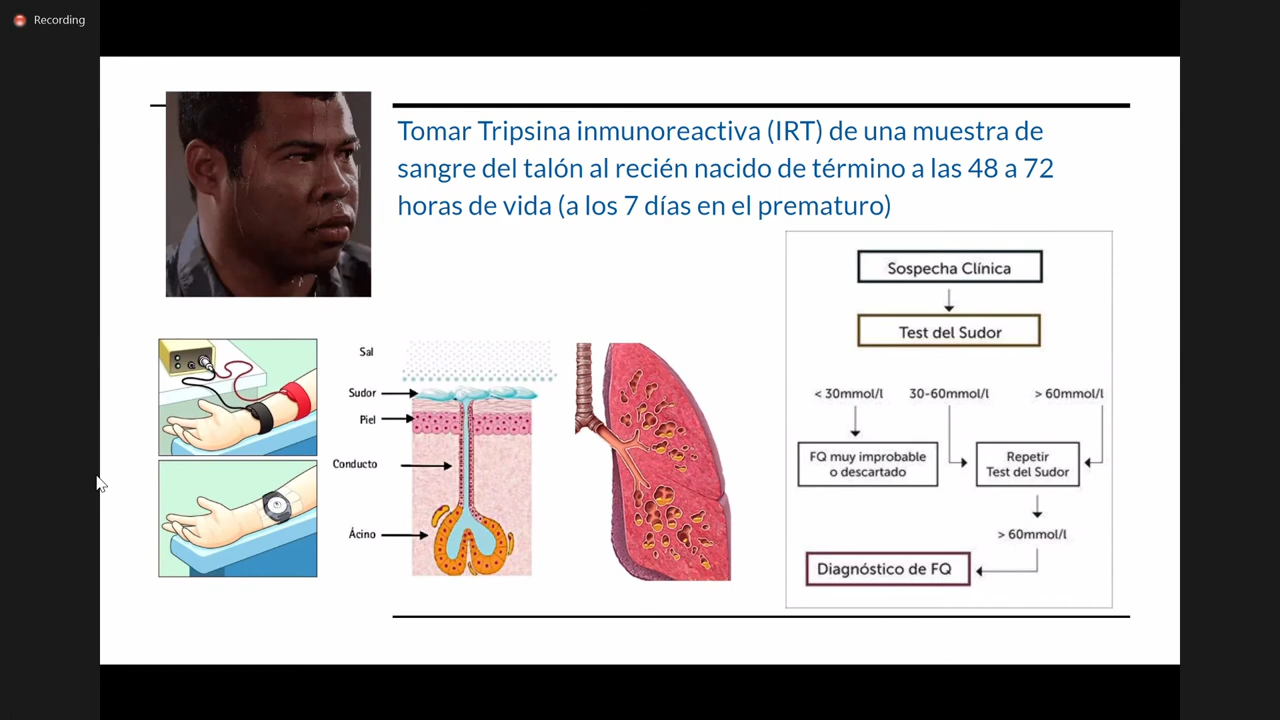 Recording
Tomar Tripsina inmunoreactiva (IRT) de una muestra de
sangre del talón al recién nacido de término a las 48 a 72
horas de vida (a los 7 días en el prematuro)
Sal
Sudor
Piel
Conducto
Ácino
Sospecha Clínica
Test del Sudor
< 30mmol/l
30-60mmol/l
> 60mmol/l
FQ muy improbable
o descartado
Repetir
Test del Sudor
> 60mmol/l
Diagnóstico de FQ